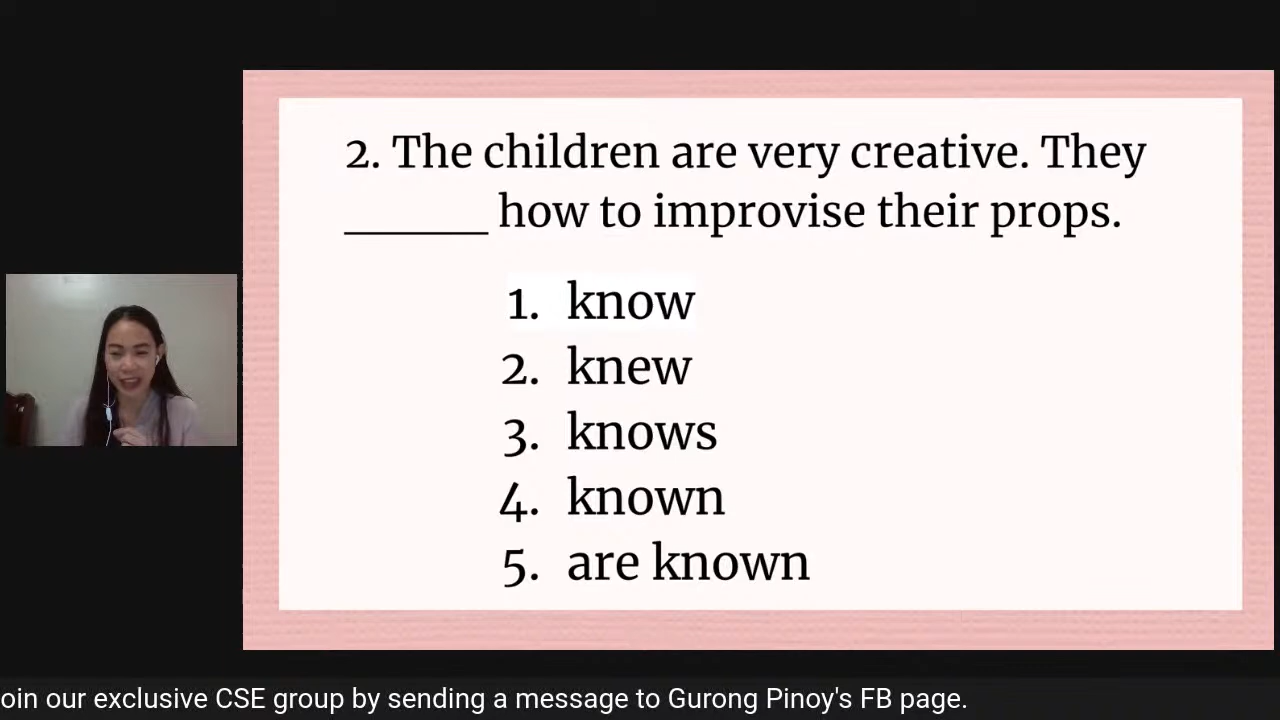 2. The children are very creative. They
_____ how to improvise their props.
1. know
2. knew
3. knows
4. known
5. are known
oin our exclusive CSE group by sending a message to Gurong Pinoy's FB page.